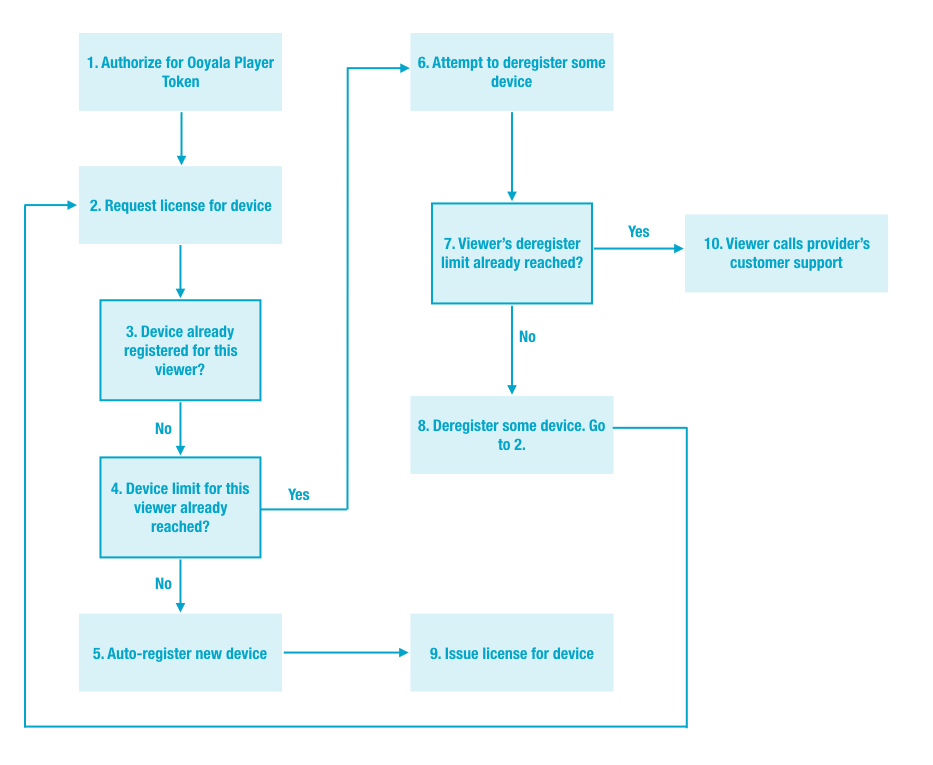 1. Authorize for Ooyala Player
Token
2. Request license for device
3. Device already
registered for this
viewer?
No
4. Device limit for this
viewer already
reached?
Yes
No
5. Auto-register new device
6. Attempt to deregister some
device
7. Viewer's deregister
limit already reached?
Yes
No
8. Deregister some device. Go
to 2.
9. Issue license for device
10. Viewer calls provider's
customer support